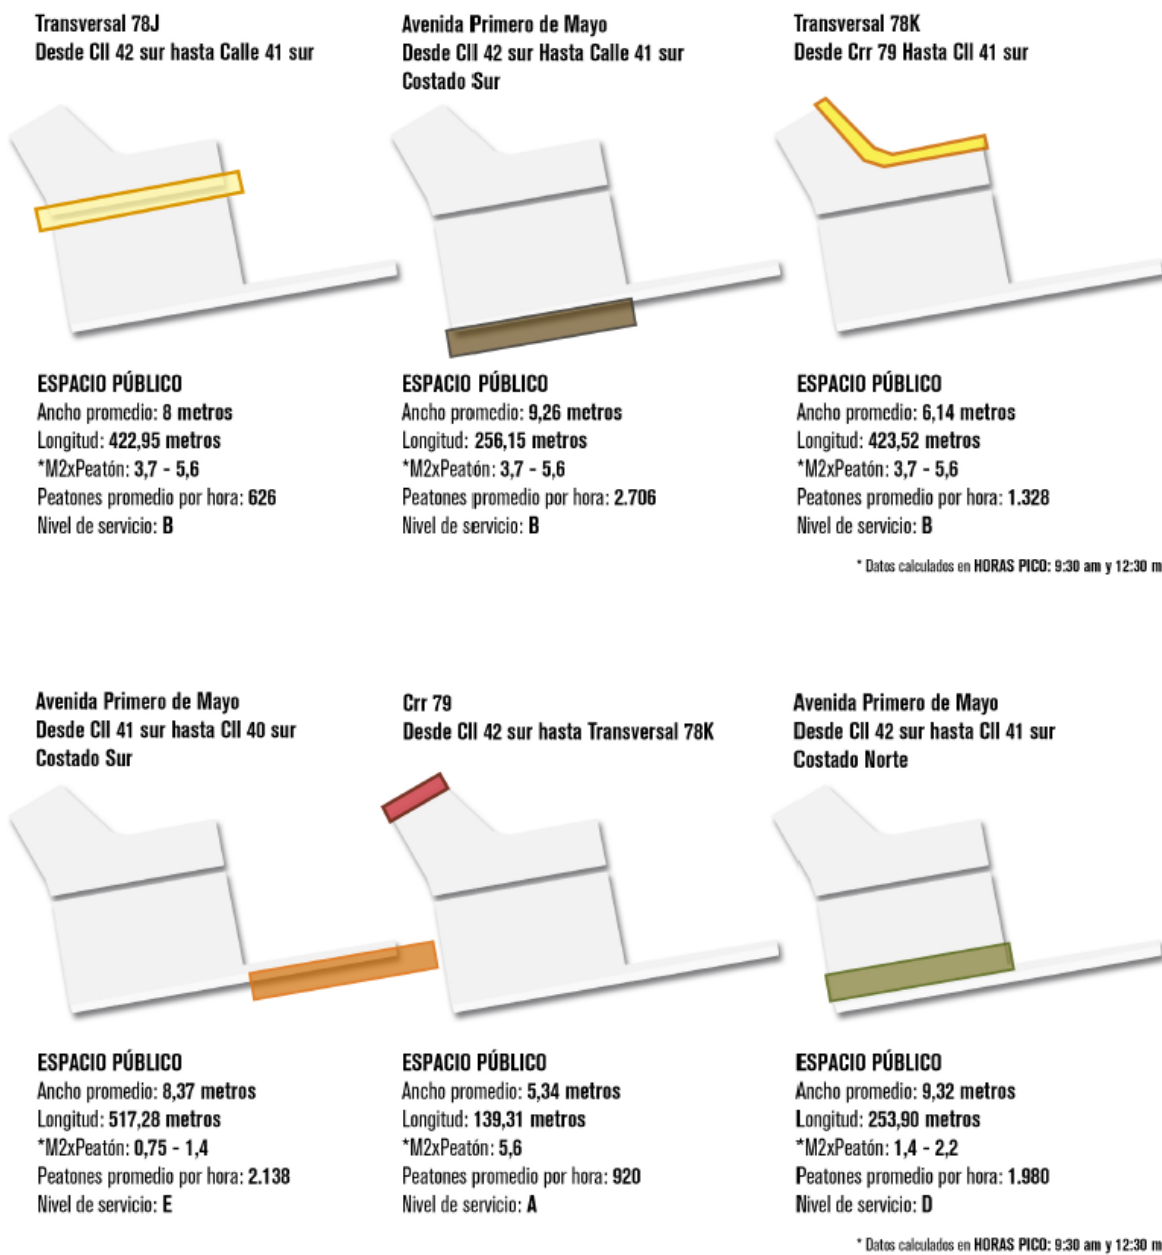 Transversal 78J
Desde Cll 42 sur hasta Calle 41 sur
Avenida Primero de Mayo
Desde Cll 42 sur Hasta Calle 41 sur
Costado Sur
Transversal 78K
Desde Crr 79 Hasta Cll 41 sur
ESPACIO PÚBLICO
Ancho promedio: 8 metros
Longitud: 422,95 metros
*M2xPeatón: 3,7 - 5,6
Peatones promedio por hora: 626
Nivel de servicio: B
ESPACIO PÚBLICO
Ancho promedio: 9,26 metros
Longitud: 256,15 metros
*M2xPeatón: 3,7 - 5,6
Peatones promedio por hora: 2.706
Nivel de servicio: B
ESPACIO PÚBLICO
Ancho promedio: 6,14 metros
Longitud: 423,52 metros
*M2xPeatón: 3,7 - 5,6
Peatones promedio por hora: 1.328
Nivel de servicio: B
* Datos calculados en HORAS PICO: 9:30 am y 12:30 m
Avenida Primero de Mayo
Desde Cll 41 sur hasta Cll 40 sur
Costado Sur
Crr 79
Desde Cll 42 sur hasta Transversal 78K
Avenida Primero de Mayo
Desde Cll 42 sur hasta Cll 41 sur
Costado Norte
ESPACIO PÚBLICO
Ancho promedio: 8,37 metros
Longitud: 517,28 metros
*M2xPeatón: 0,75 - 1,4
Peatones promedio por hora: 2.138
Nivel de servicio: E
ESPACIO PÚBLICO
Ancho promedio: 5,34 metros
Longitud: 139,31 metros
*M2xPeatón: 5,6
Peatones promedio por hora: 920
Nivel de servicio: A
ESPACIO PÚBLICO
Ancho promedio: 9,32 metros
Longitud: 253,90 metros
*M2xPeatón: 1,4 - 2,2
Peatones promedio por hora: 1.980
Nivel de servicio: D
* Datos calculados en HORAS PICO: 9:30 am y 12:30 m